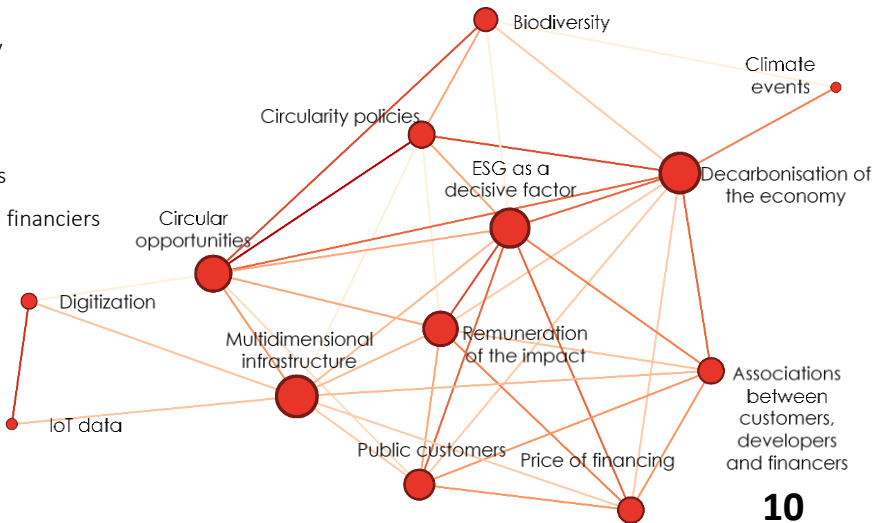 y
s
financiers
Biodiversity
Climate
events
Circularity policies
ESG as a
decisive factor
Decarbonisation of
the economy
Circular
opportunities
Digitization
Multidimensional
infrastructure
Remuneration
of the impact
Associations
between
customers,
developers
and financers
IoT data
Public customers
Price of financing
10